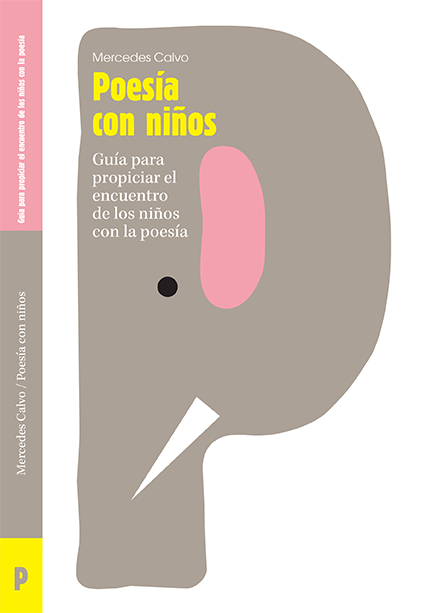 Mercedes Calvo
Poesía
con niños
Guía para
propiciar el
encuentro
de los niños
con la poesía
Guía para propiciar el encuentro de los niños con la poesía
Mercedes Calvo / Poesía con niños
P